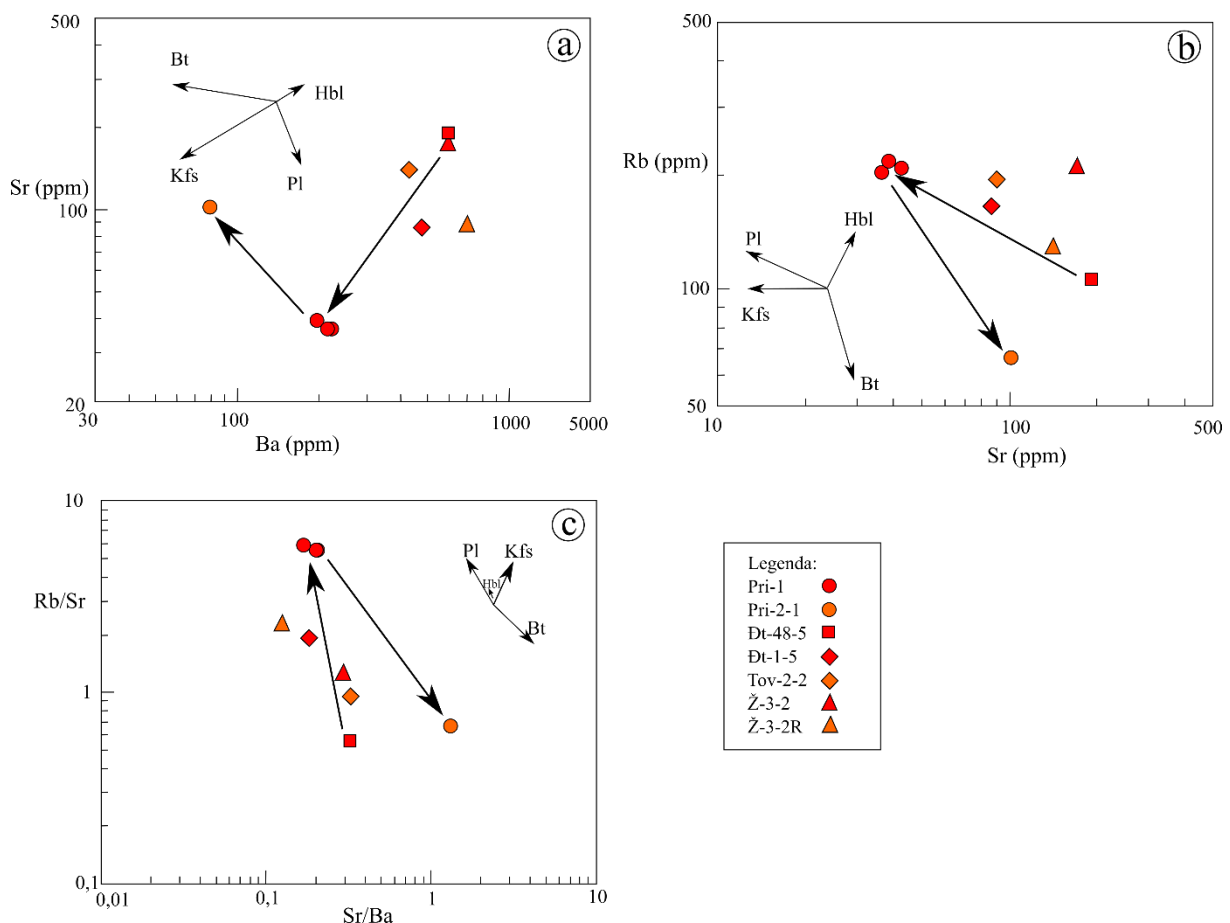 500
ⓐ
Bt
Hbl
Sr (ppm)
Kfs
Pl
100
20
30
100
1000
5000
Ba (ppm)
500
ⓑ
Rb (ppm)
200
Hbl
Pl
100
Kfs
Bt
50
10
100
500
Sr (ppm)
10
ⓒ
Pl
Kfs
Hbl
Rb/Sr
Bt
1
0,1
0,01
0,1
1
10
Sr/Ba
Legenda:
Pri-1
Pri-2-1
Đt-48-5
Đt-1-5
Tov-2-2
Ž-3-2
Ž-3-2R